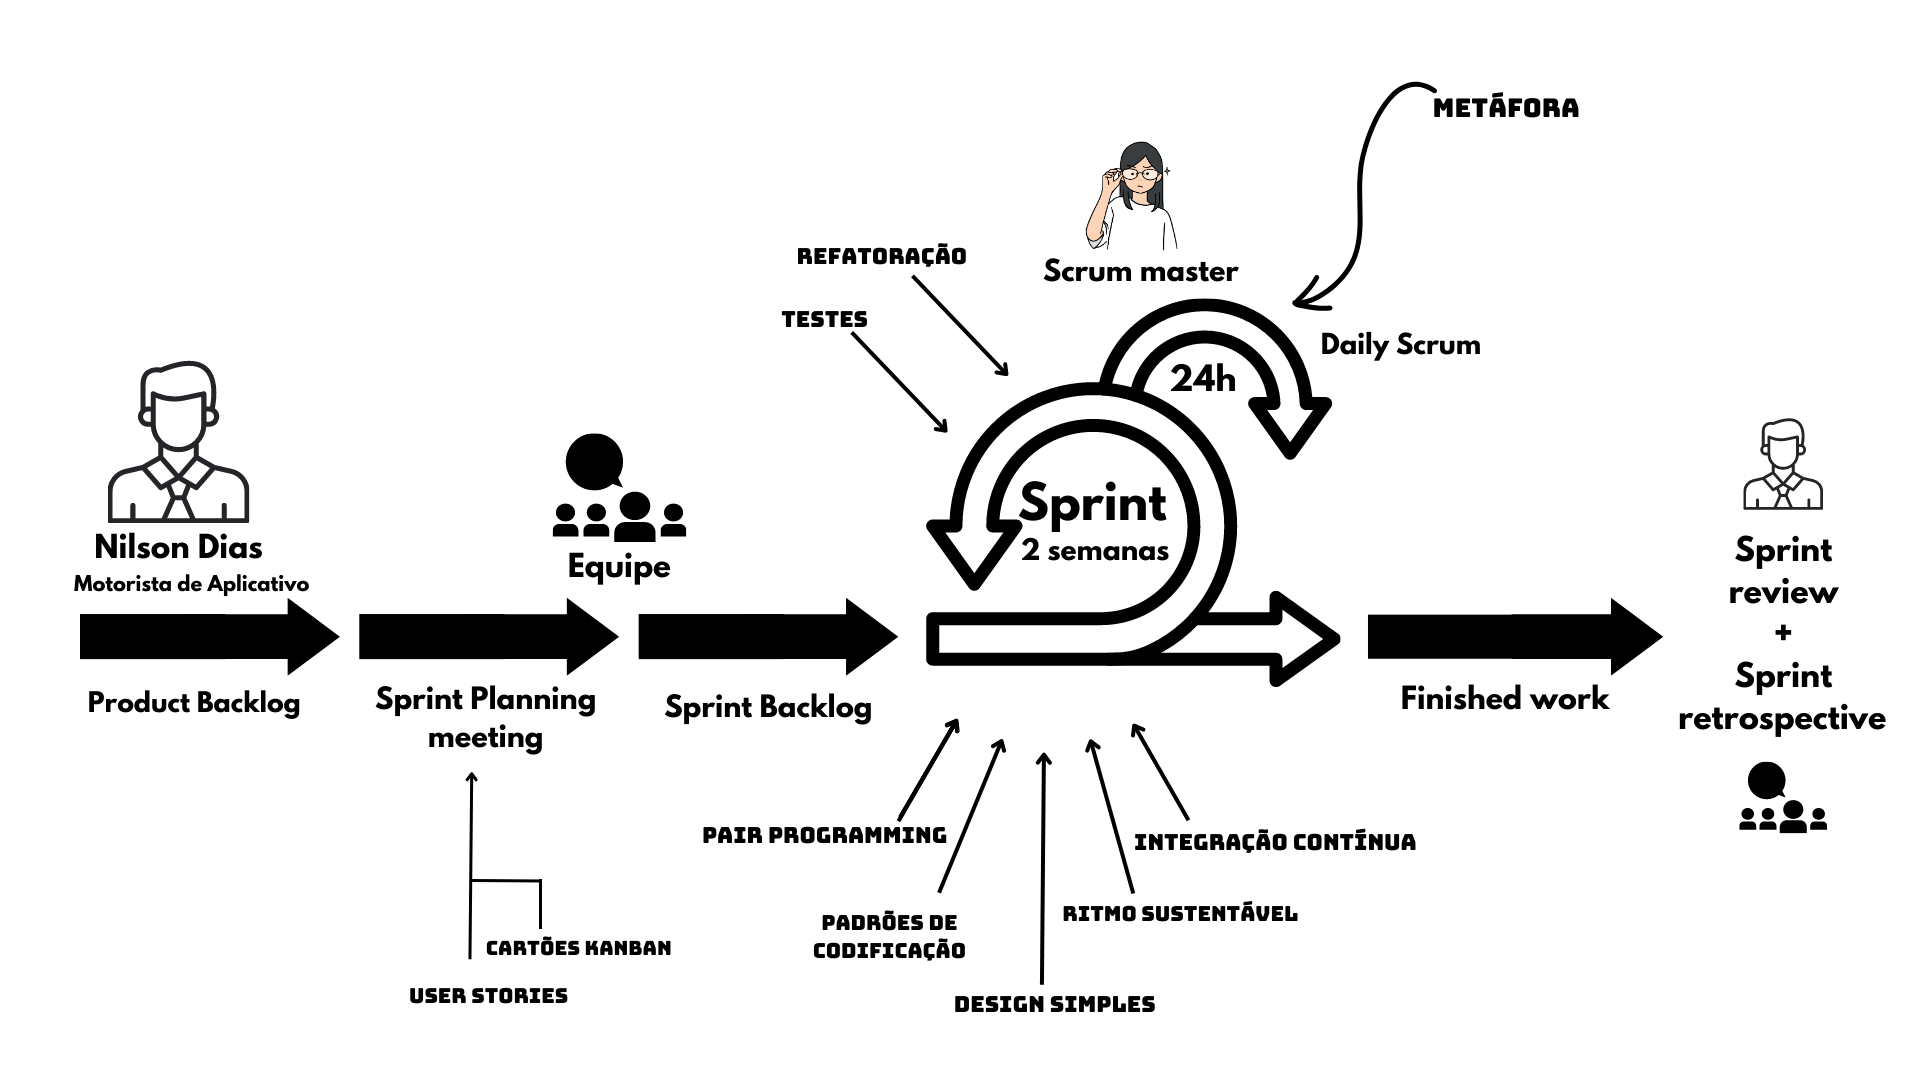 METÁFORA
REFATORAÇÃO
Scrum master
TESTES
Daily Scrum
24h
Sprint
2 semanas
Nilson Dias
Motorista de Aplicativo
Equipe
Product Backlog
Sprint Planning
meeting
Sprint Backlog
Finished work
Sprint
review
+
Sprint
retrospective
PAIR PROGRAMMING
INTEGRAÇÃO CONTÍNUA
PADRÕES DE
CODIFICAÇÃO
RITMO SUSTENTÁVEL
CARTÕES KANBAN
USER STORIES
DESIGN SIMPLES